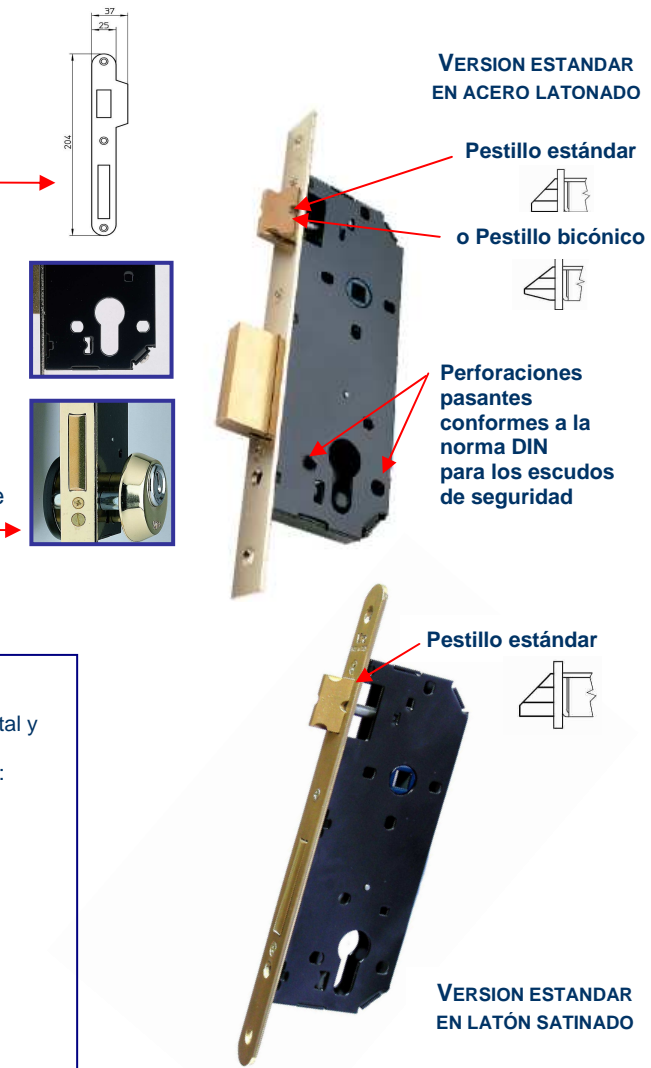 37
25
204
VERSION ESTANDAR
EN ACERO LATONADO
Pestillo estándar
o Pestillo bicónico
Perforaciones
pasantes
conformes a la
norma DIN
para los escudos
de seguridad
e
Pestillo estándar
tal y
:
VERSION ESTANDAR
EN LATÓN SATINADO